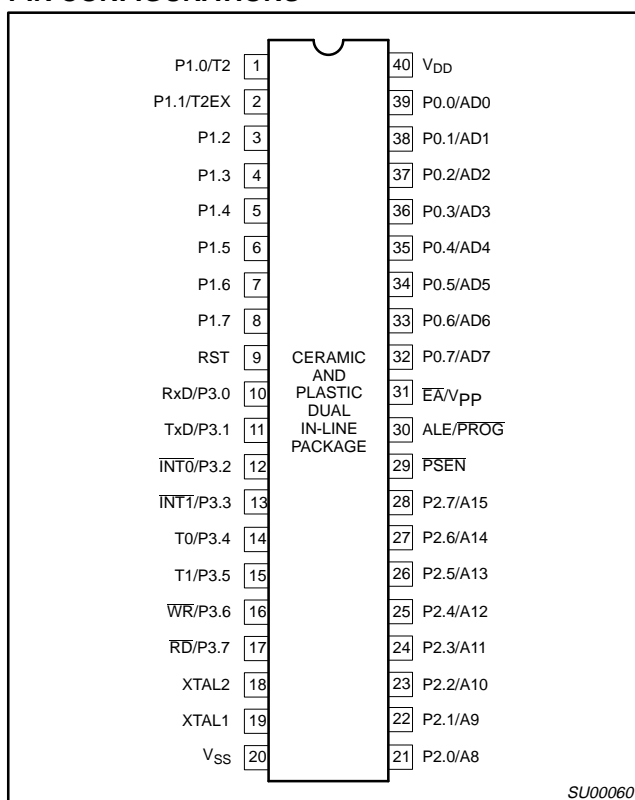 PIN CONFIGURATIONS
P1.0/T2 1 40 VDD
P1.1/T2EX 2 39 P0.0/AD0
P1.2 3 38 P0.1/AD1
P1.3 4 37 P0.2/AD2
P1.4 5 36 P0.3/AD3
P1.5 6 35 P0.4/AD4
P1.6 7 34 P0.5/AD5
P1.7 8 33 P0.6/AD6
RST 9 32 P0.7/AD7
RxD/P3.0 10 31 EA/VPP
TxD/P3.1 11 30 ALE/PROG
INT0/P3.2 12 29 PSEN
INT1/P3.3 13 28 P2.7/A15
T0/P3.4 14 27 P2.6/A14
T1/P3.5 15 26 P2.5/A13
WR/P3.6 16 25 P2.4/A12
RD/P3.7 17 24 P2.3/A11
XTAL2 18 23 P2.2/A10
XTAL1 19 22 P2.1/A9
VSS 20 21 P2.0/A8
CERAMIC
AND
PLASTIC
DUAL
IN-LINE
PACKAGE
SU00060